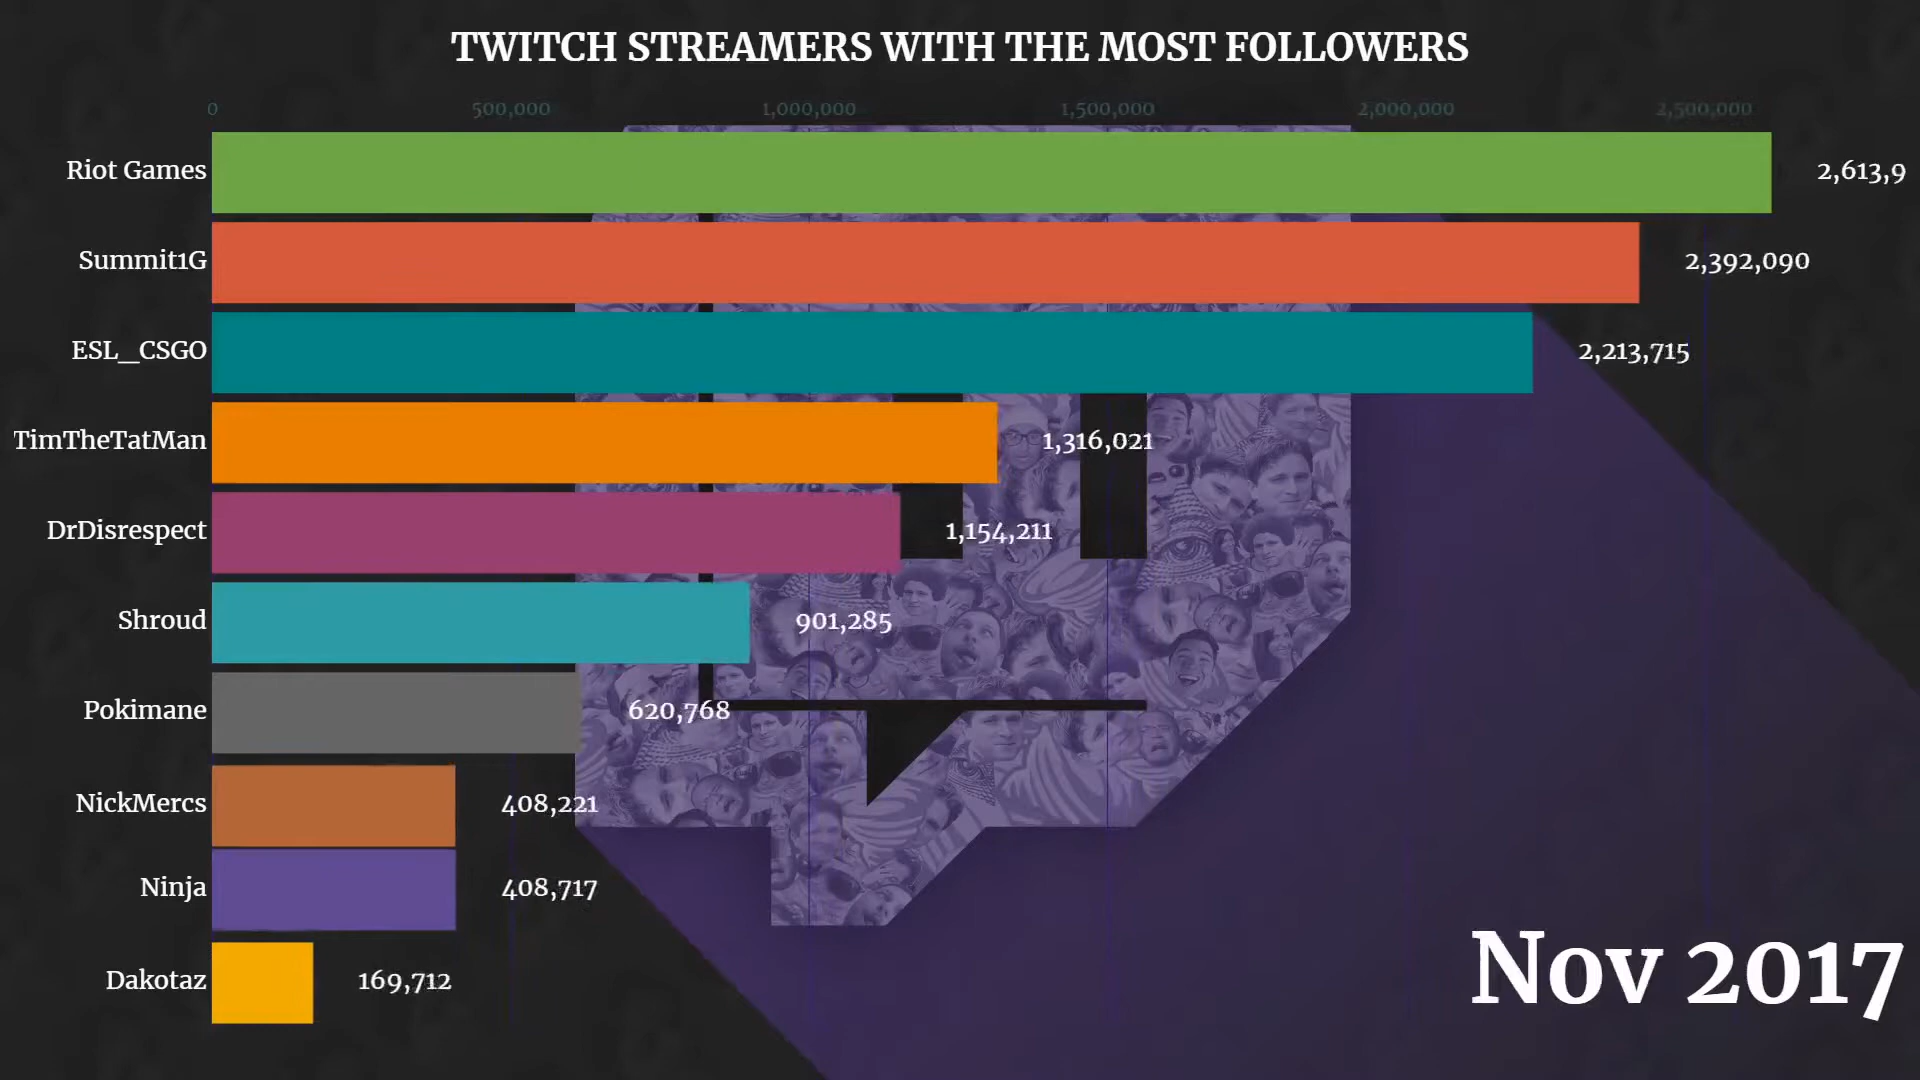 TWITCH STREAMERS WITH THE MOST FOLLOWERS
0 500,000 1,000,000 1,500,000 2,000,000 2,500,000
Riot Games 2,613,9
Summit1G 2,392,090
ESL_CSGO 2,213,715
TimTheTatMan 1,316,021
DrDisrespect 1,154,211
Shroud 901,285
Pokimane 620,768
NickMercs 408,221
Ninja 408,717
Dakotaz 169,712
Nov 2017